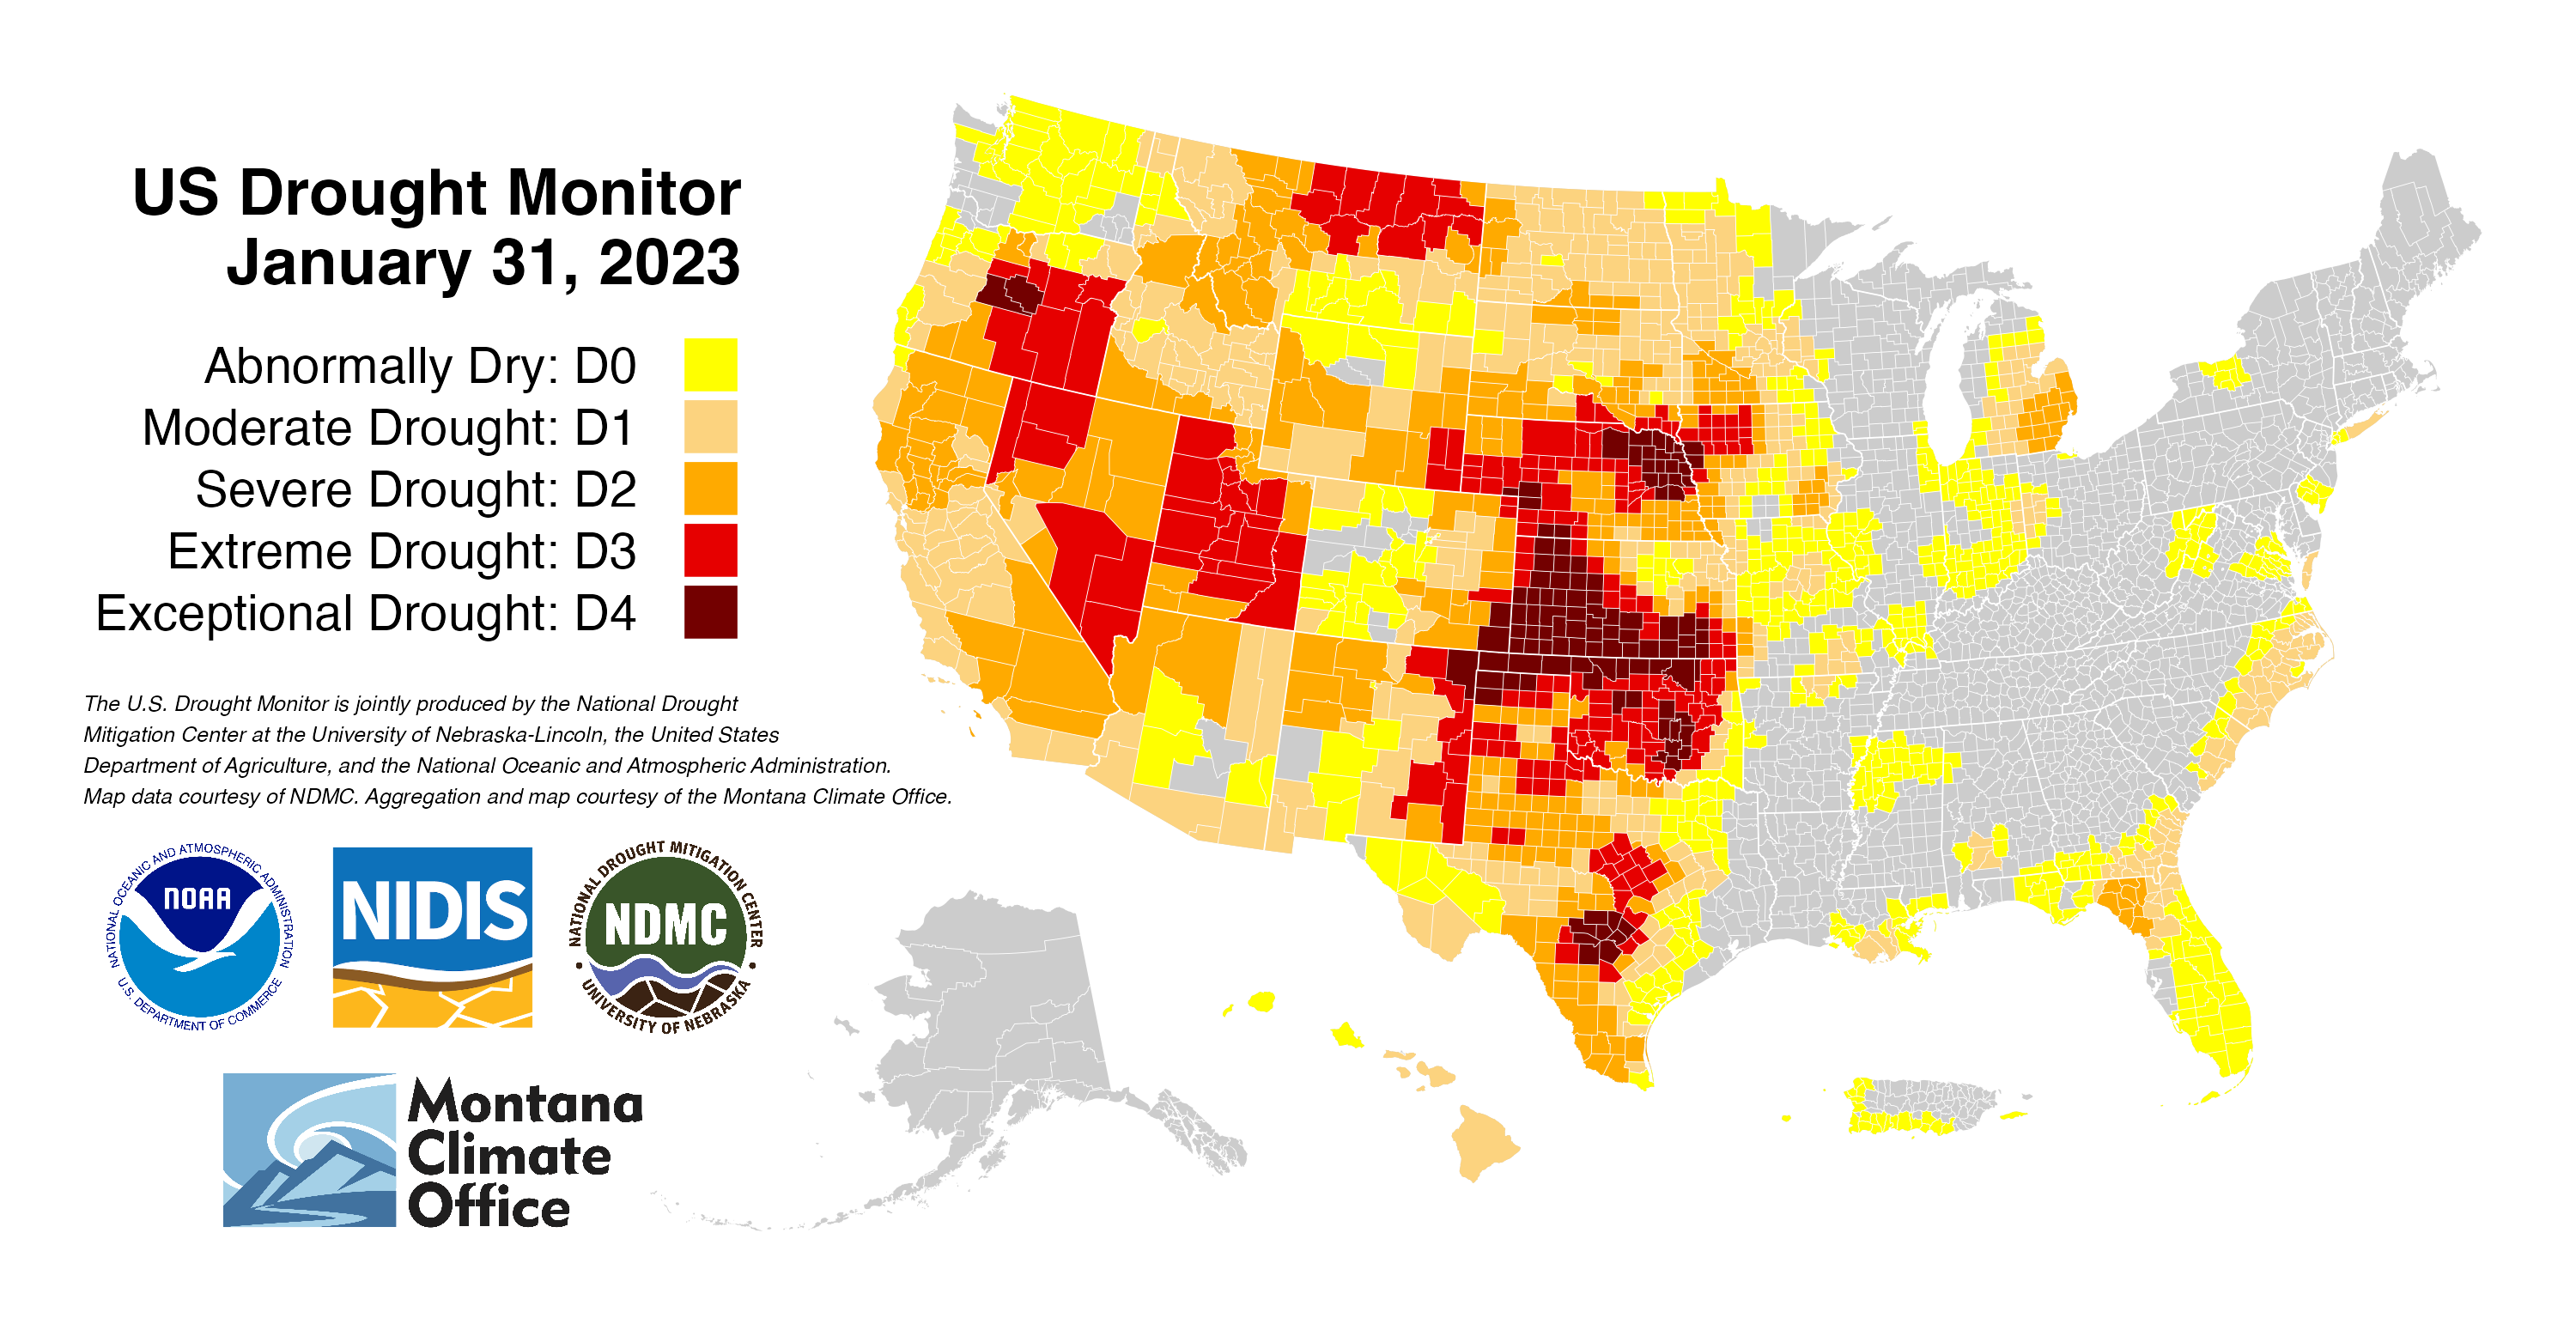 US Drought Monitor
January 31, 2023
Abnormally Dry: D0
Moderate Drought: D1
Severe Drought: D2
Extreme Drought: D3
Exceptional Drought: D4
The U.S. Drought Monitor is jointly produced by the National Drought
Mitigation Center at the University of Nebraska-Lincoln, the United States
Department of Agriculture, and the National Oceanic and Atmospheric Administration.
Map data courtesy of NDMC. Aggregation and map courtesy of the Montana Climate Office.
NATIONAL OCEANIC AND ATMOSPHERIC ADMINISTRATION
NOAA
U.S. DEPARTMENT OF COMMERCE
NIDIS
NATIONAL DROUGHT MITIGATION CENTER
NDMC
UNIVERSITY OF NEBRASKA
Montana
Climate
Office